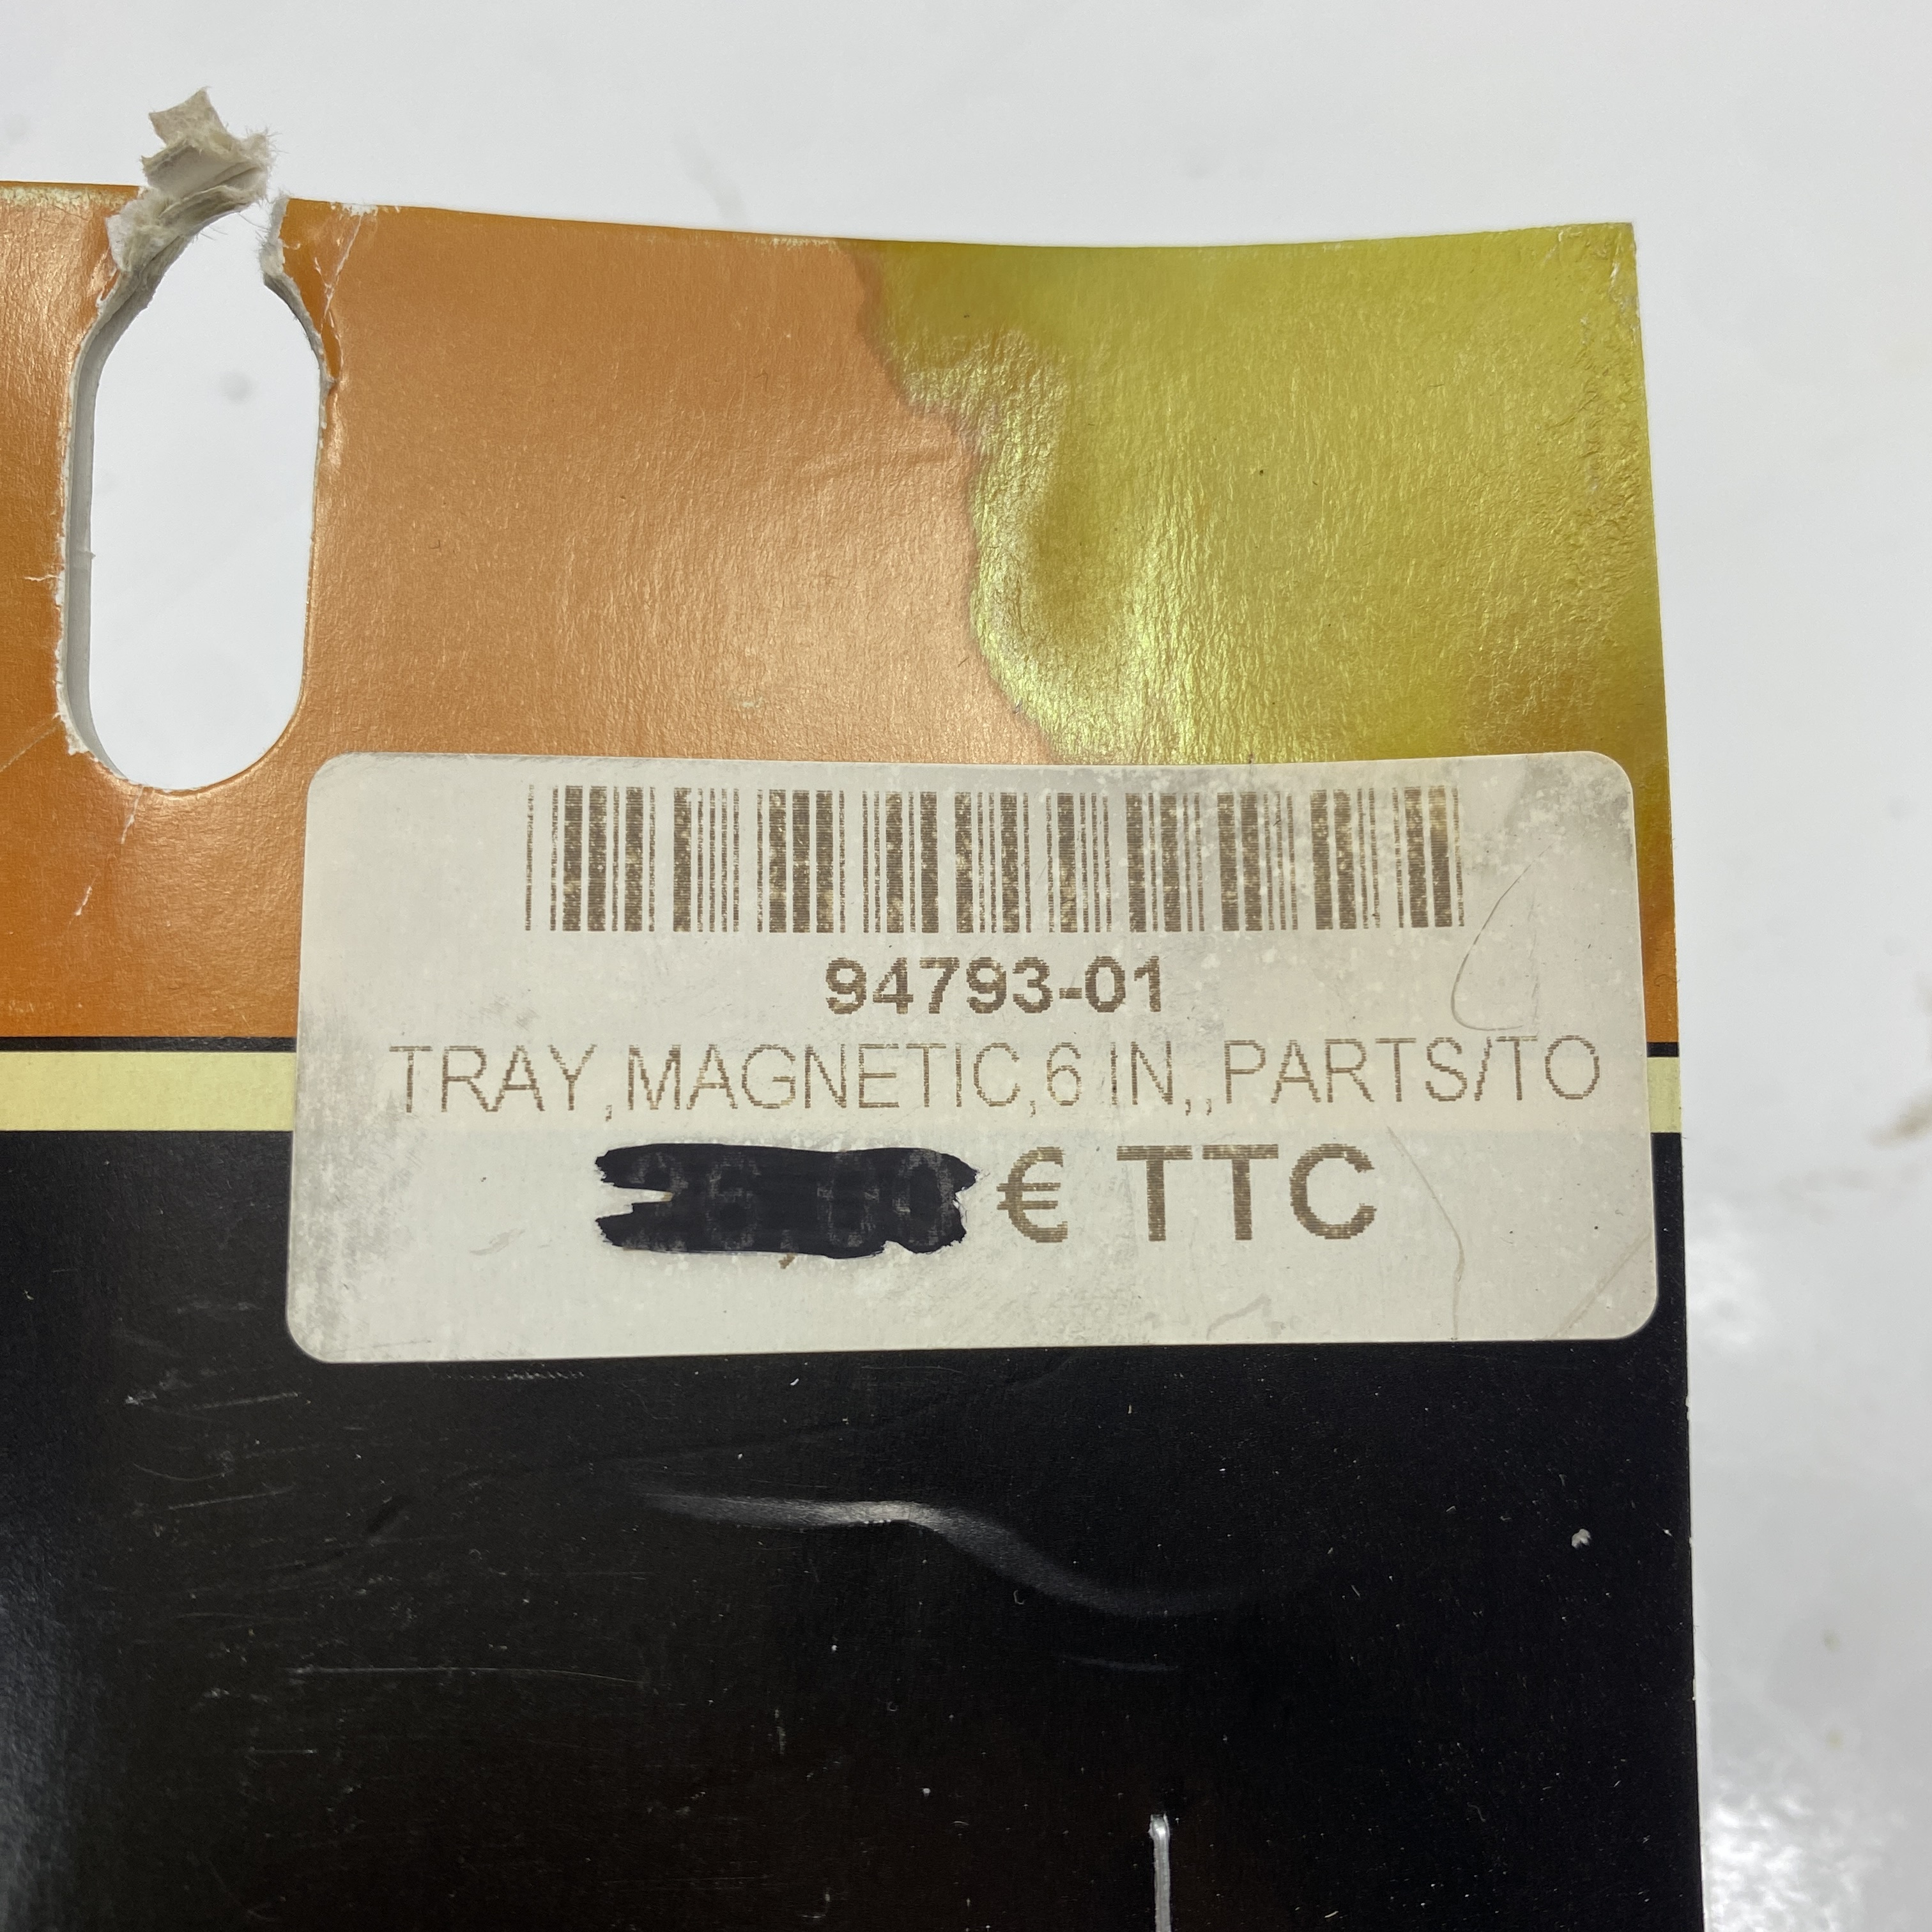 94793-01
TRAY,MAGNETIC,6 IN,,PARTS/TO
€ TTC